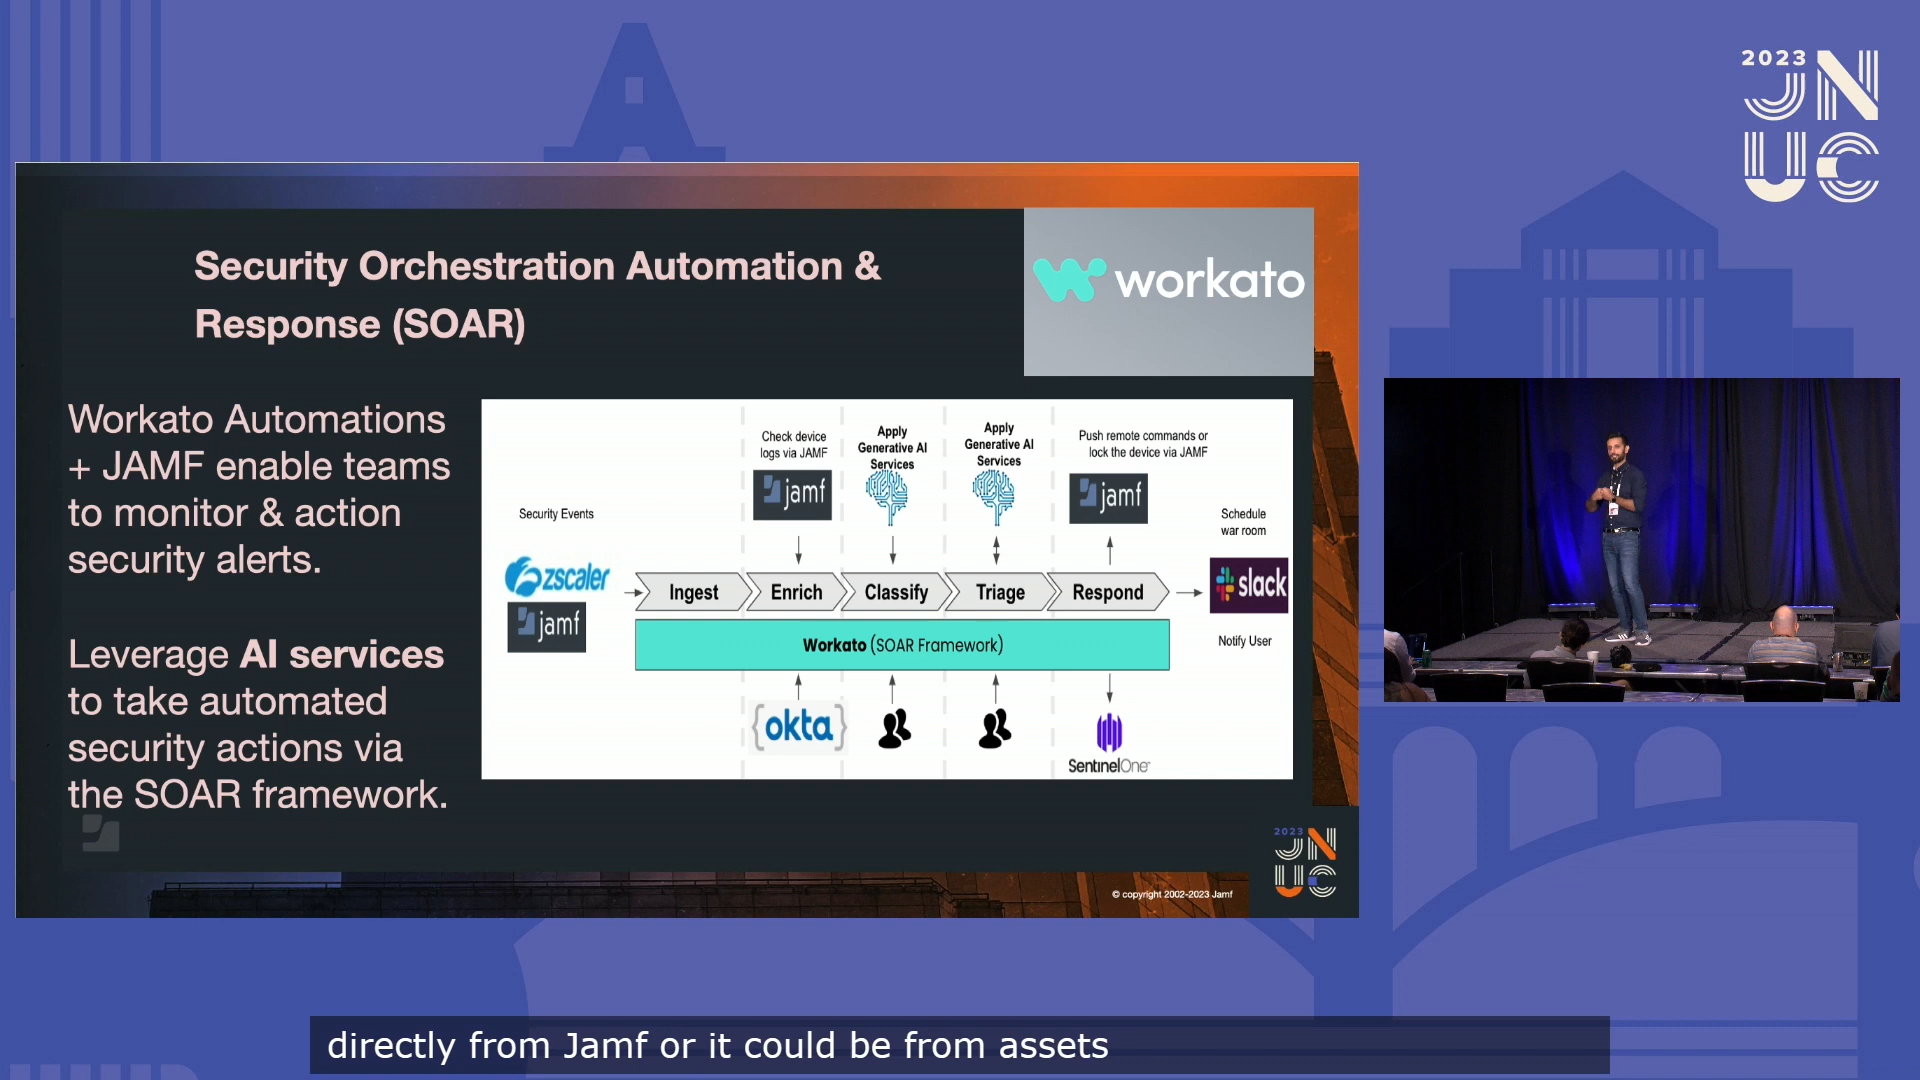 2023
JN
UC
Security Orchestration Automation &
Response (SOAR)
workato
Workato Automations
+ JAMF enable teams
to monitor & action
security alerts.
Leverage AI services
to take automated
security actions via
the SOAR framework.
Security Events
zscaler
jamf
Check device
logs via JAMF
jamf
Apply
Generative AI
Services
Apply
Generative AI
Services
Push remote commands or
lock the device via JAMF
jamf
Schedule
war room
slack
Notify User
Ingest
Enrich
Classify
Triage
Respond
Workato (SOAR Framework)
{okta}
SentinelOne
2023
JN
UC
© copyright 2002-2023 Jamf
directly from Jamf or it could be from assets